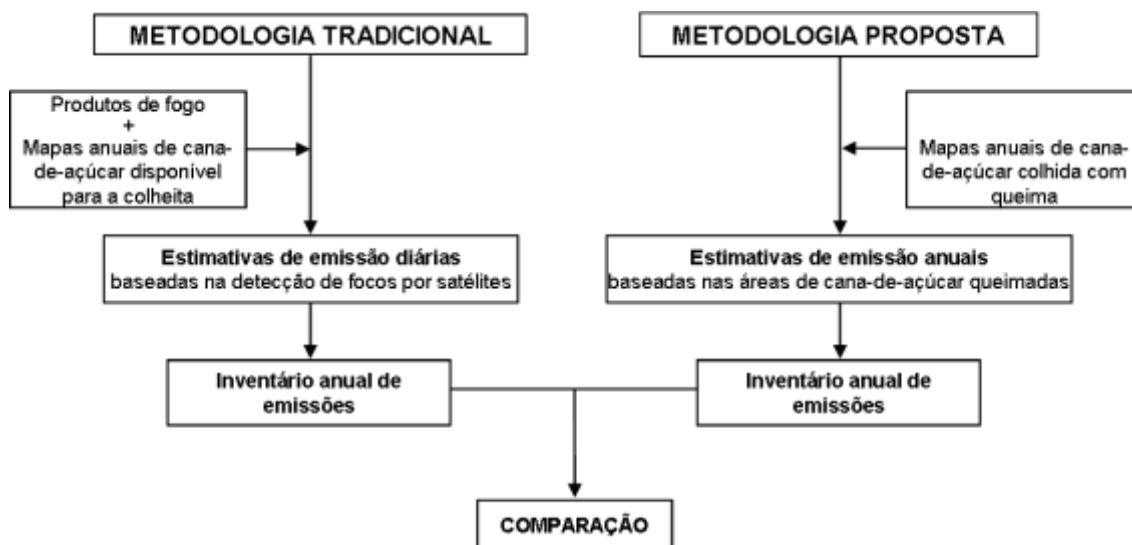 METODOLOGIA TRADICIONAL
METODOLOGIA PROPOSTA
Produtos de fogo
+
Mapas anuais de cana-
de-açúcar disponível
para a colheita
Mapas anuais de cana-
de-açúcar colhida com
queima
Estimativas de emissão diárias
baseadas na detecção de focos por satélites
Estimativas de emissão anuais
baseadas nas áreas de cana-de-açúcar queimadas
Inventário anual de
emissões
Inventário anual de
emissões
COMPARAÇÃO